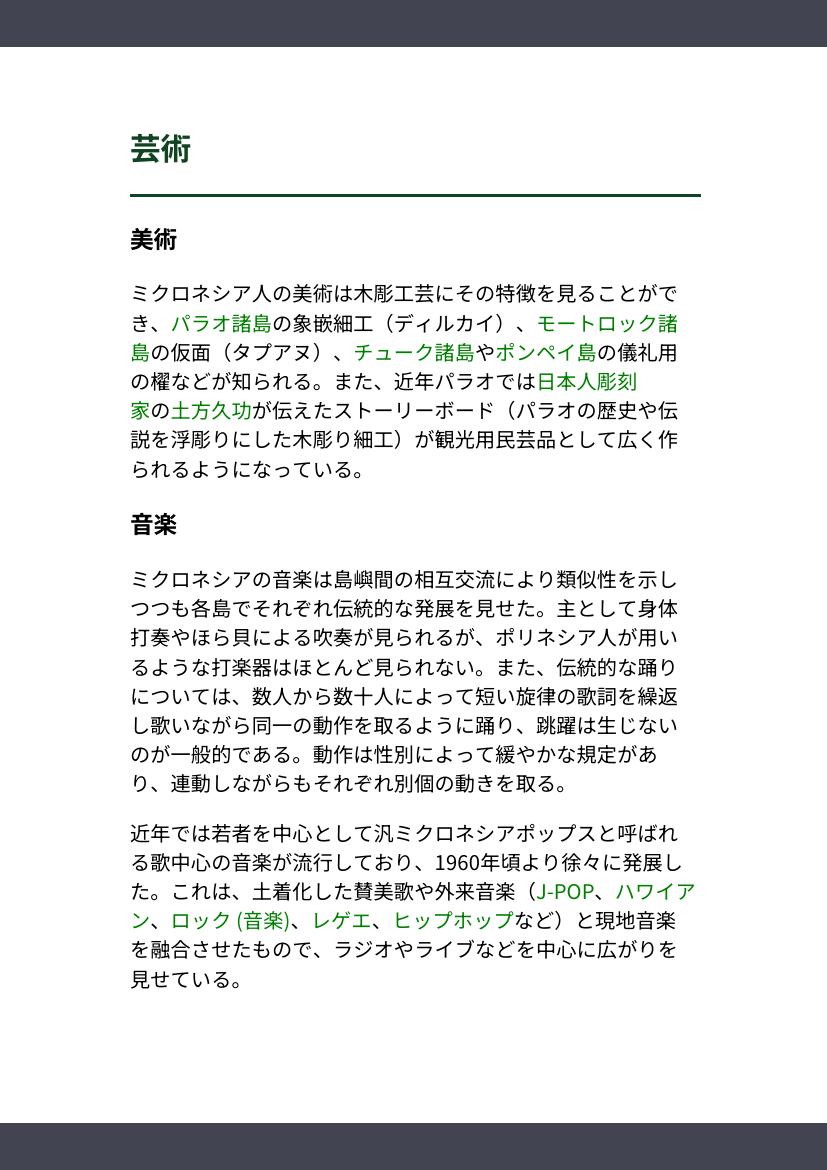 芸術
美術
ミクロネシア人の美術は木彫工芸にその特徴を見ることがで
き、パラオ諸島の象嵌細工（ディルカイ）、モートロック諸
島の仮面（タプアヌ）、チューク諸島やポンペイ島の儀礼用
の櫂などが知られる。また、近年パラオでは日本人彫刻
家の土方久功が伝えたストーリーボード（パラオの歴史や伝
説を浮彫りにした木彫り細工）が観光用民芸品として広く作
られるようになっている。
音楽
ミクロネシアの音楽は島嶼間の相互交流により類似性を示し
つつも各島でそれぞれ伝統的な発展を見せた。主として身体
打奏やほら貝による吹奏が見られるが、ポリネシア人が用い
るような打楽器はほとんど見られない。また、伝統的な踊り
については、数人から数十人によって短い旋律の歌詞を繰返
し歌いながら同一の動作を取るように踊り、跳躍は生じない
のが一般的である。動作は性別によって緩やかな規定があ
り、連動しながらもそれぞれ別個の動きを取る。
近年では若者を中心として汎ミクロネシアポップスと呼ばれ
る歌中心の音楽が流行しており、1960年頃より徐々に発展し
た。これは、土着化した賛美歌や外来音楽（J-POP、ハワイア
ン、ロック (音楽)、レゲエ、ヒップホップなど）と現地音楽
を融合させたもので、ラジオやライブなどを中心に広がりを
見せている。